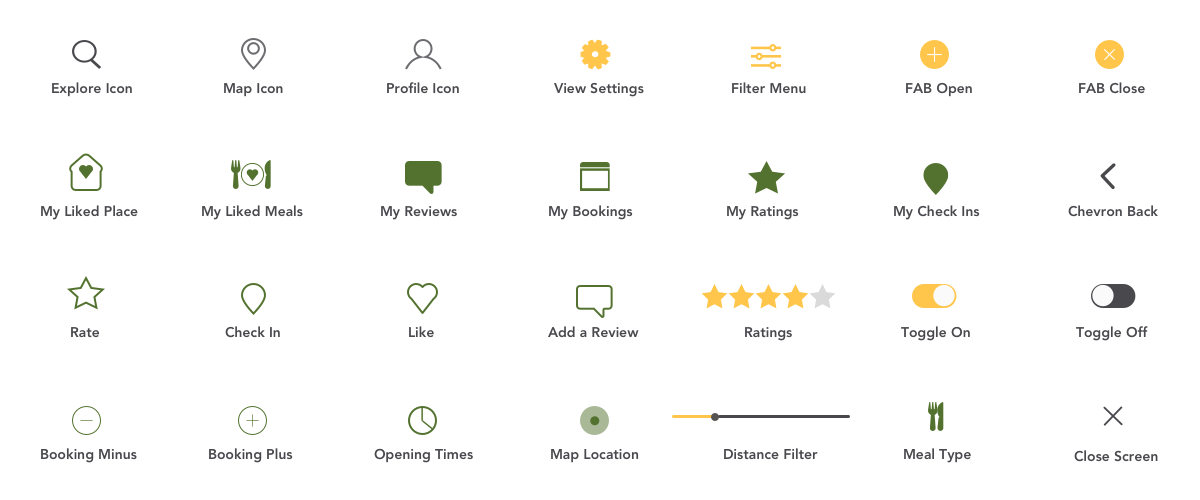 Explore Icon
Map Icon
Profile Icon
View Settings
Filter Menu
FAB Open
FAB Close
My Liked Place
My Liked Meals
My Reviews
My Bookings
My Ratings
My Check Ins
Chevron Back
Rate
Check In
Like
Add a Review
Ratings
Toggle On
Toggle Off
Booking Minus
Booking Plus
Opening Times
Map Location
Distance Filter
Meal Type
Close Screen